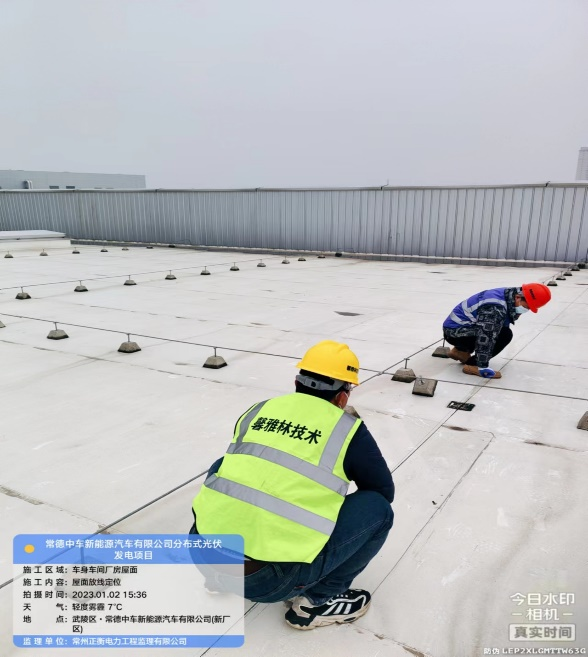 馨雅林技术
常德中车新能源汽车有限公司分布式光伏
发电项目
施工区域：车身车间厂房屋面
施工内容：屋面放线定位
拍摄时间：2023.01.02 15:36
天气：轻度雾霾 7℃
地点：武陵区·常德中车新能源汽车有限公司(新厂
区)
监理单位：常州正衡电力工程监理有限公司
今日水印
-相机-
真实时间
防伪 LEP2XLGMTTW63G